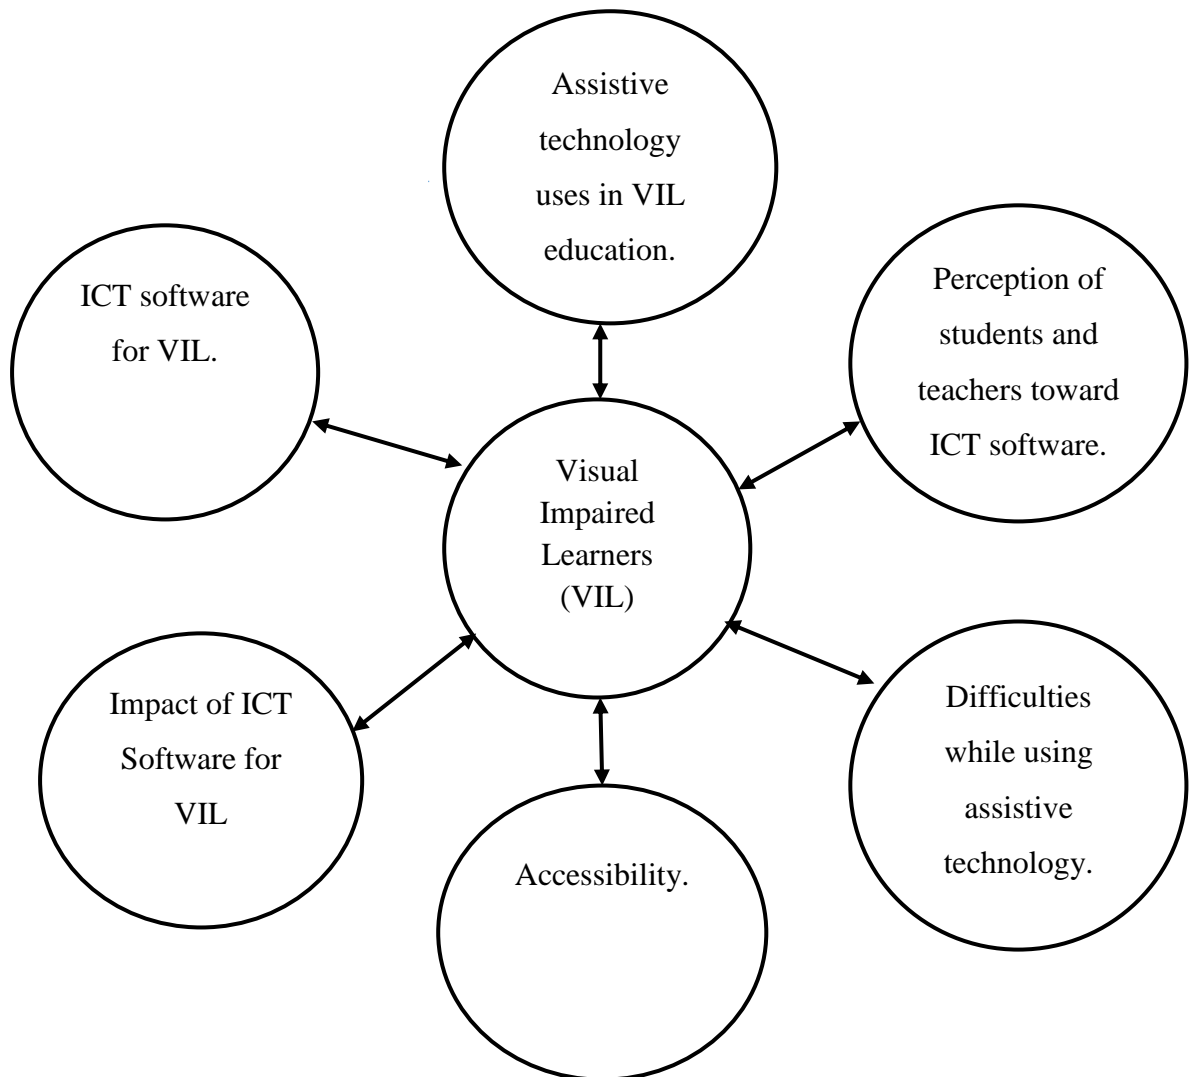 Assistive
technology
uses in VIL
education.
ICT software
for VIL.
Perception of
students and
teachers toward
ICT software.
Visual
Impaired
Learners
(VIL)
Impact of ICT
Software for
VIL
Difficulties
while using
assistive
technology.
Accessibility.